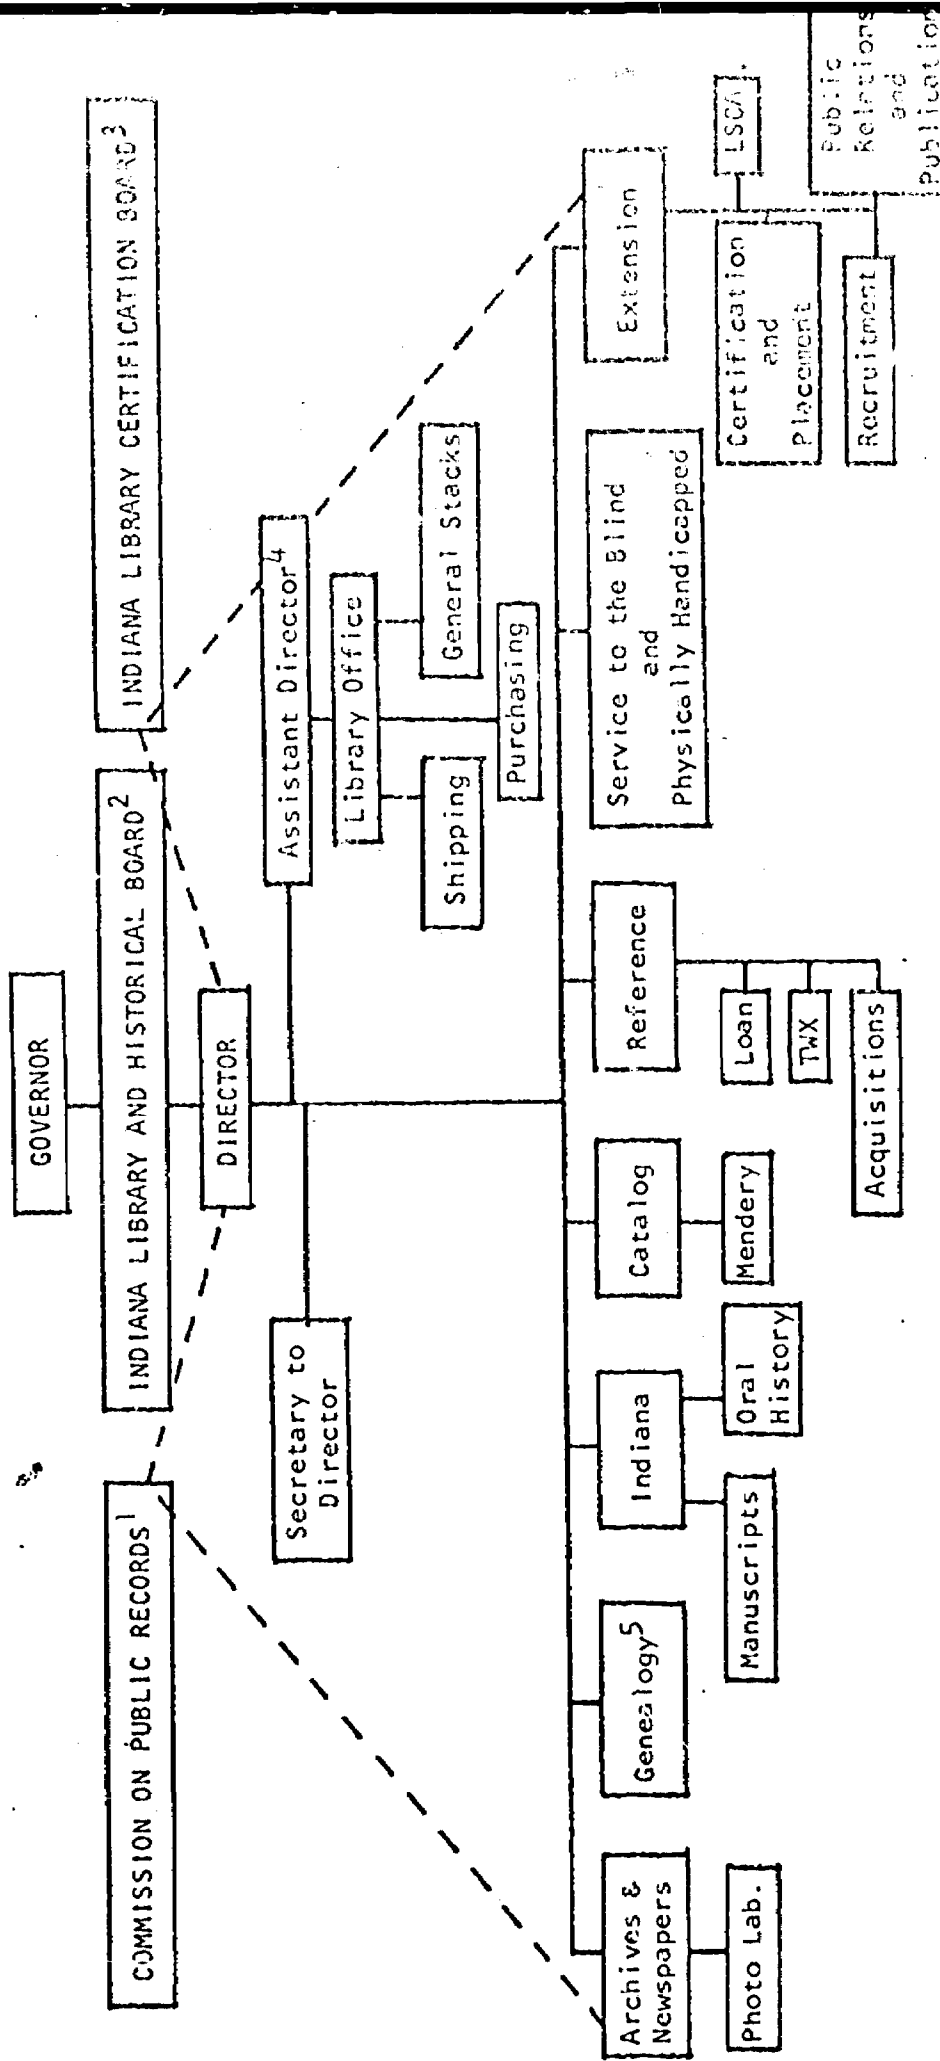 GOVERNOR
COMMISSION ON PUBLIC RECORDS1
INDIANA LIBRARY AND HISTORICAL BOARD2
INDIANA LIBRARY CERTIFICATION BOARD3
DIRECTOR
Secretary to
Director
Assistant Director4
Library Office
Shipping
General Stacks
Purchasing
Archives &
Newspapers
Photo Lab.
Genealogy5
Indiana
Manuscripts
Oral
History
Catalog
Mendery
Reference
Loan
TWX
Acquisitions
Service to the Blind
and
Physically Handicapped
Extension
LSCA
Certification
and
Placement
Recruitment
Public
Relations
and
Publication